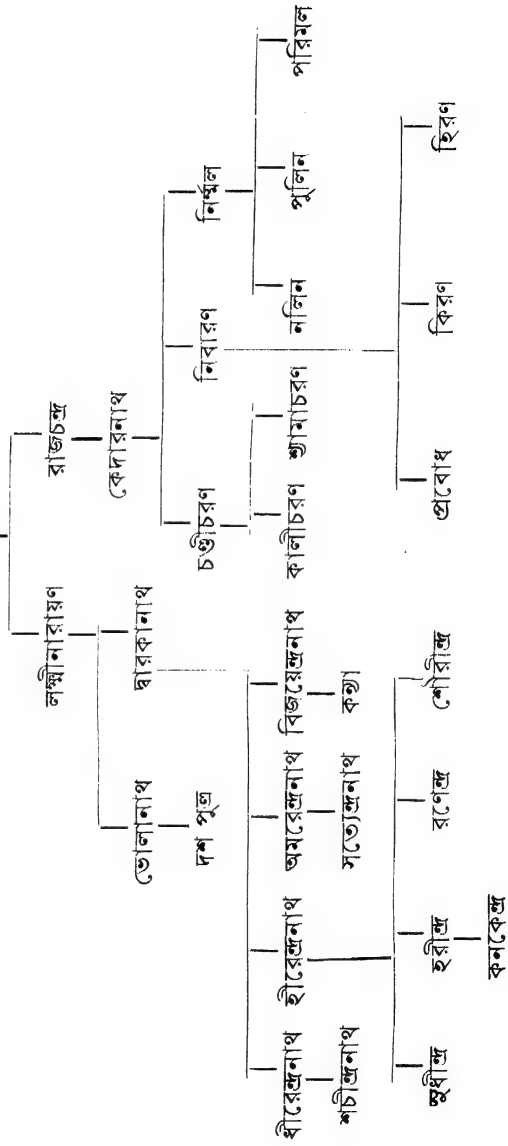 লক্ষ্মীনারায়ণ রাজচন্দ্র
ভোলানাথ দ্বারকানাথ কেদারনাথ
দশ পুত্র
চণ্ডীচরণ নিবারণ নির্ম্মল
ধীরেন্দ্রনাথ হীরেন্দ্রনাথ অমরেন্দ্রনাথ বিজয়েন্দ্রনাথ কালীচরণ শ্যামাচরণ নলিন পুলিন পরিমল
শচীন্দ্রনাথ সত্যেন্দ্রনাথ কন্যা
সুধীন্দ্র হরীন্দ্র রণেন্দ্র শৌরীন্দ্র প্রবোধ কিরণ হিরণ
কনকেন্দ্র